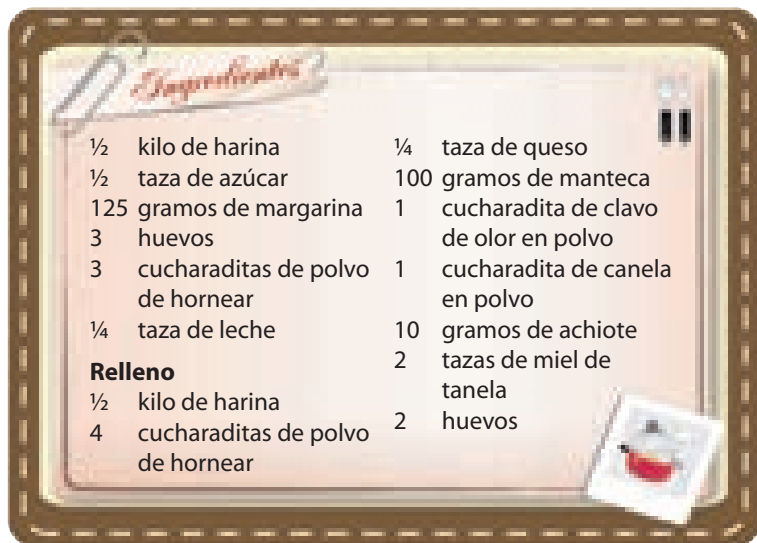 Ingredientes
½ kilo de harina
½ taza de azúcar
125 gramos de margarina
3 huevos
3 cucharaditas de polvo
de hornear
¼ taza de leche
Relleno
½ kilo de harina
4 cucharaditas de polvo
de hornear
¼ taza de queso
100 gramos de manteca
1 cucharadita de clavo
de olor en polvo
1 cucharadita de canela
en polvo
10 gramos de achiote
2 tazas de miel de
tanela
2 huevos